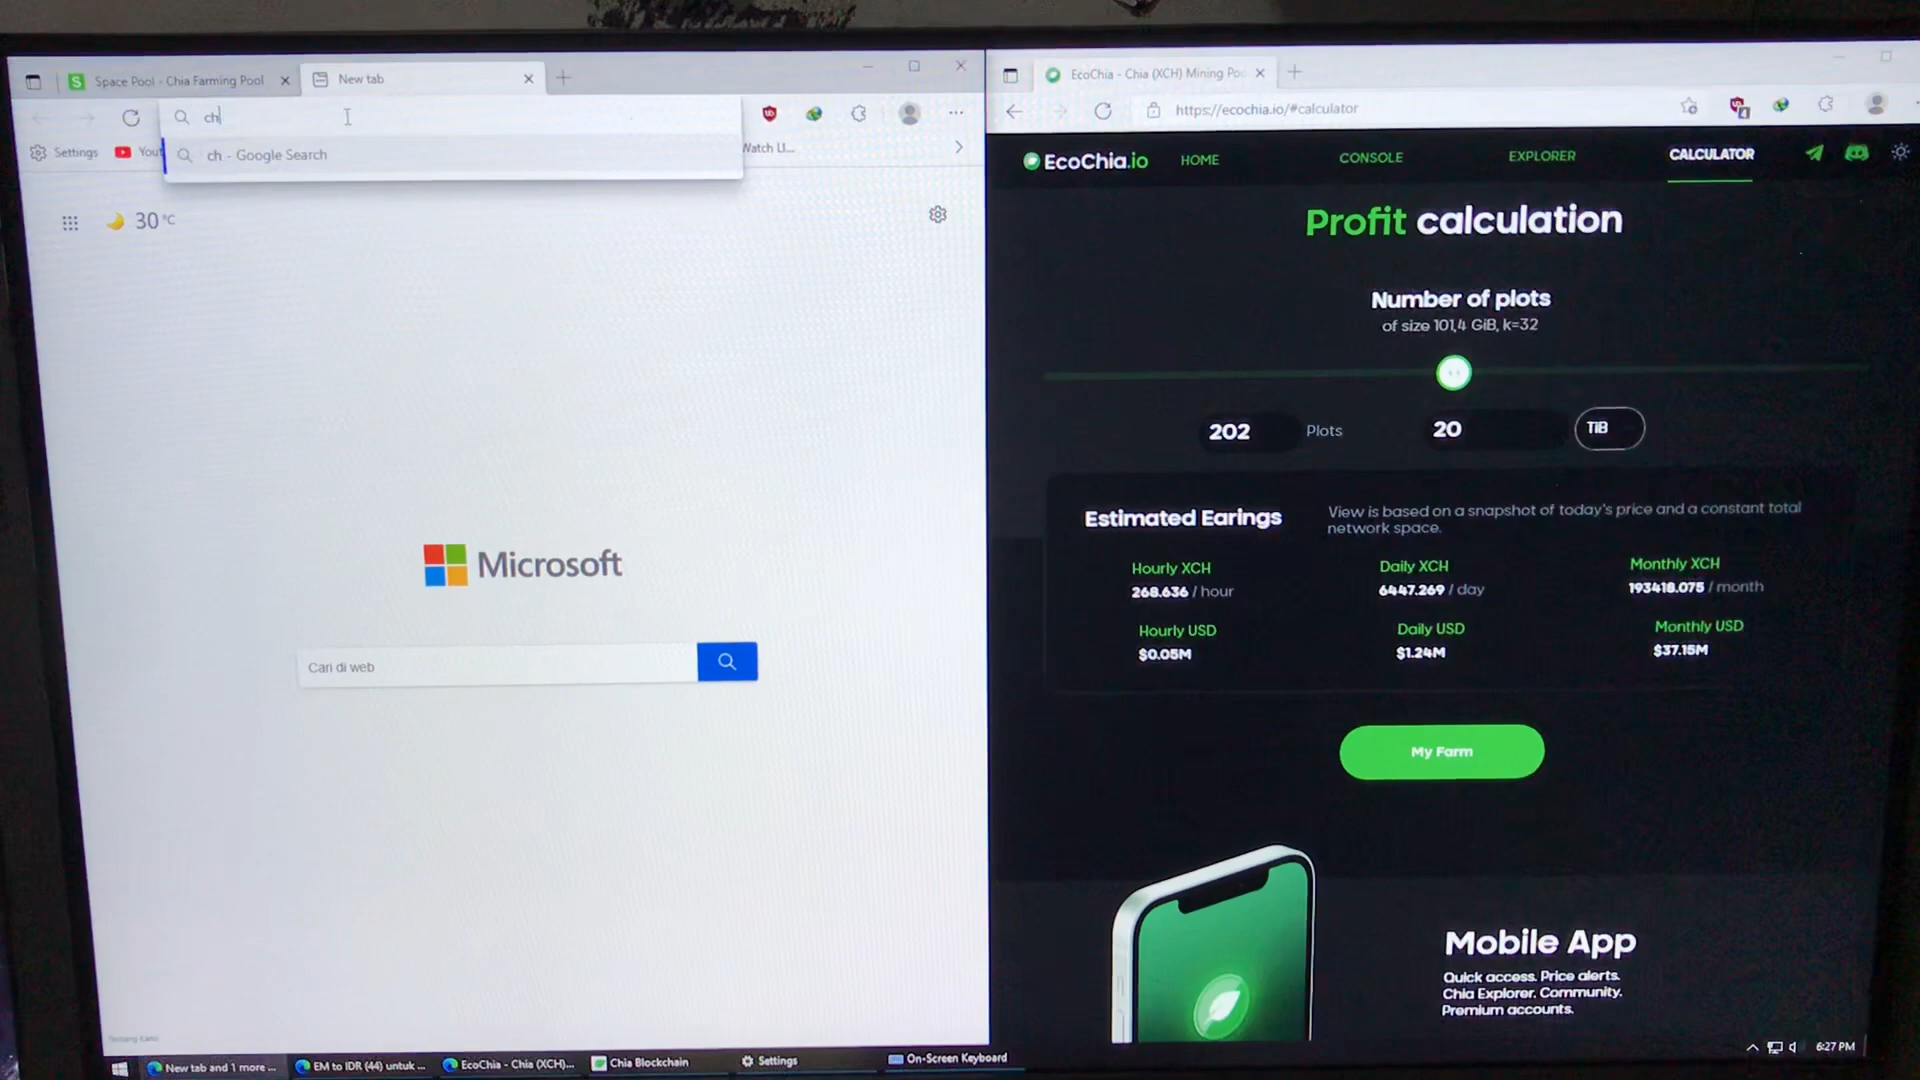 Space Pool - Chia Farming Pool
New tab
ch
ch - Google Search
Settings
Yout
Watch LI...
30 °C
Microsoft
Cari di web
EcoChia - Chia (XCH) Mining Poo
https://ecochia.io/#calculator
4
EcoChia.io
HOME
CONSOLE
EXPLORER
CALCULATOR
Profit calculation
Number of plots
of size 101,4 GiB, k=32
202 Plots
20 TiB
Estimated Earings
View is based on a snapshot of today's price and a constant total
network space.
Hourly XCH
268.636 / hour
Daily XCH
6447.269 / day
Monthly XCH
193418.075 / month
Hourly USD
$0.05M
Daily USD
$1.24M
Monthly USD
$37.15M
My Farm
Mobile App
Quick access. Price alerts.
Chia Explorer. Community.
Premium accounts.
New tab and 1 more ...
EM to IDR (44) untuk ...
EcoChia - Chia (XCH)...
Chia Blockchain
Settings
On-Screen Keyboard
6:27 PM